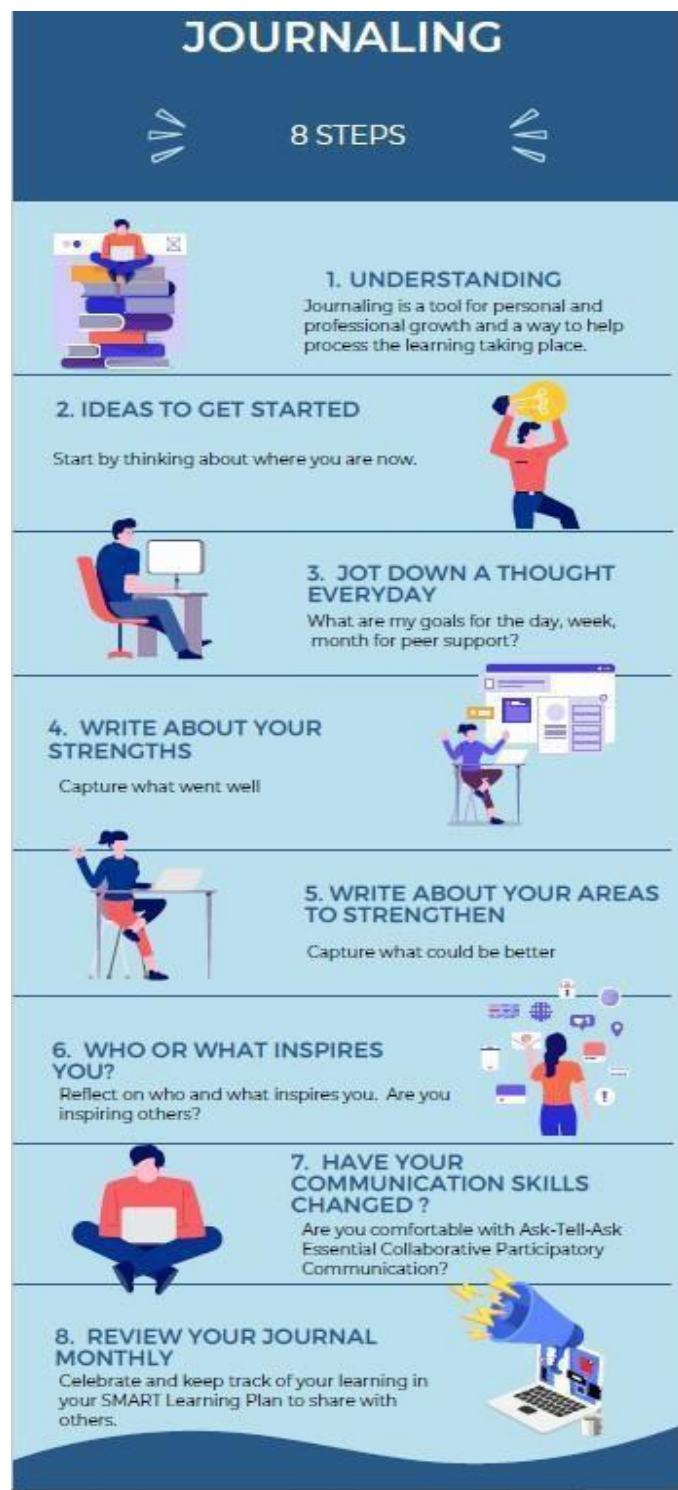 JOURNALING
8 STEPS
1. UNDERSTANDING
Journaling is a tool for personal and
professional growth and a way to help
process the learning taking place.
2. IDEAS TO GET STARTED
Start by thinking about where you are now.
3. JOT DOWN A THOUGHT
EVERYDAY
What are my goals for the day, week,
month for peer support?
4. WRITE ABOUT YOUR
STRENGTHS
Capture what went well
5. WRITE ABOUT YOUR AREAS
TO STRENGTHEN
Capture what could be better
6. WHO OR WHAT INSPIRES
YOU?
Reflect on who and what inspires you. Are you
inspiring others?
7. HAVE YOUR
COMMUNICATION SKILLS
CHANGED ?
Are you comfortable with Ask-Tell-Ask
Essential Collaborative Participatory
Communication?
8. REVIEW YOUR JOURNAL
MONTHLY
Celebrate and keep track of your learning in
your SMART Learning Plan to share with
others.